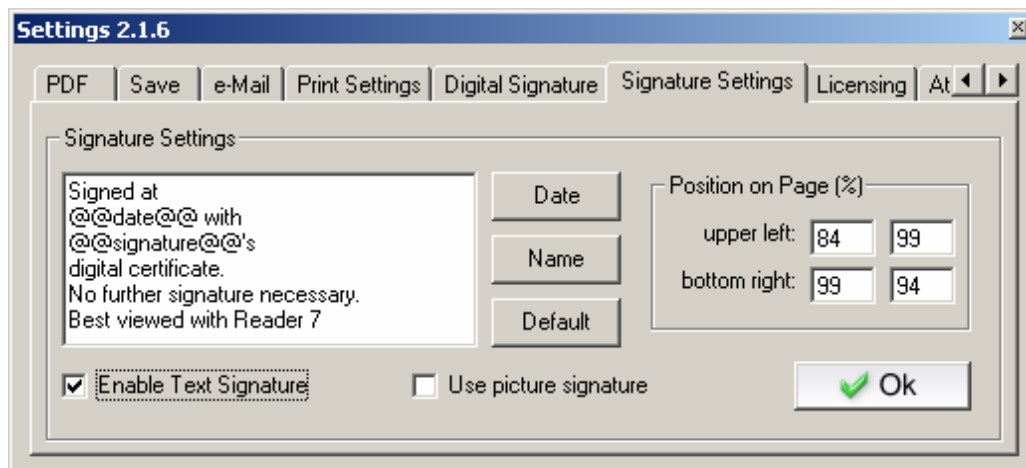 Settings 2.1.6
PDF Save e-Mail Print Settings Digital Signature Signature Settings Licensing At
Signature Settings
Signed at
@@date@@ with
@@signature@@'s
digital certificate.
No further signature necessary.
Best viewed with Reader 7
Date
Name
Default
Position on Page (%)
upper left: 84 99
bottom right: 99 94
Enable Text Signature
Use picture signature
Ok